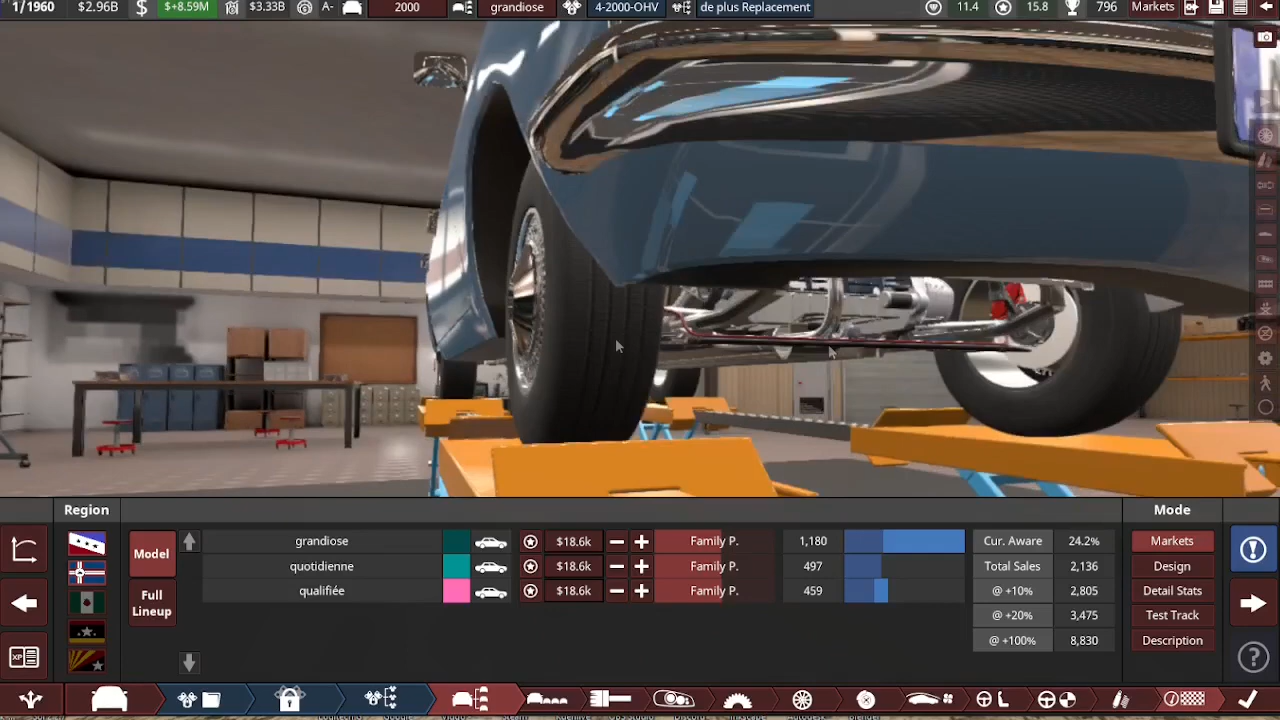 1/1960 $2.96B $+8.59M $3.33B A- 2000 grandiose 4-2000-OHV de plus Replacement 11.4 15.8 796 Markets
Region Mode
Model
Full
Lineup
grandiose $18.6k Family P. 1,180
quotidienne $18.6k Family P. 497
qualifiée $18.6k Family P. 459
Cur. Aware 24.2%
Total Sales 2,136
@ +10% 2,805
@ +20% 3,475
@ +100% 8,830
Markets
Design
Detail Stats
Test Track
Description
XP